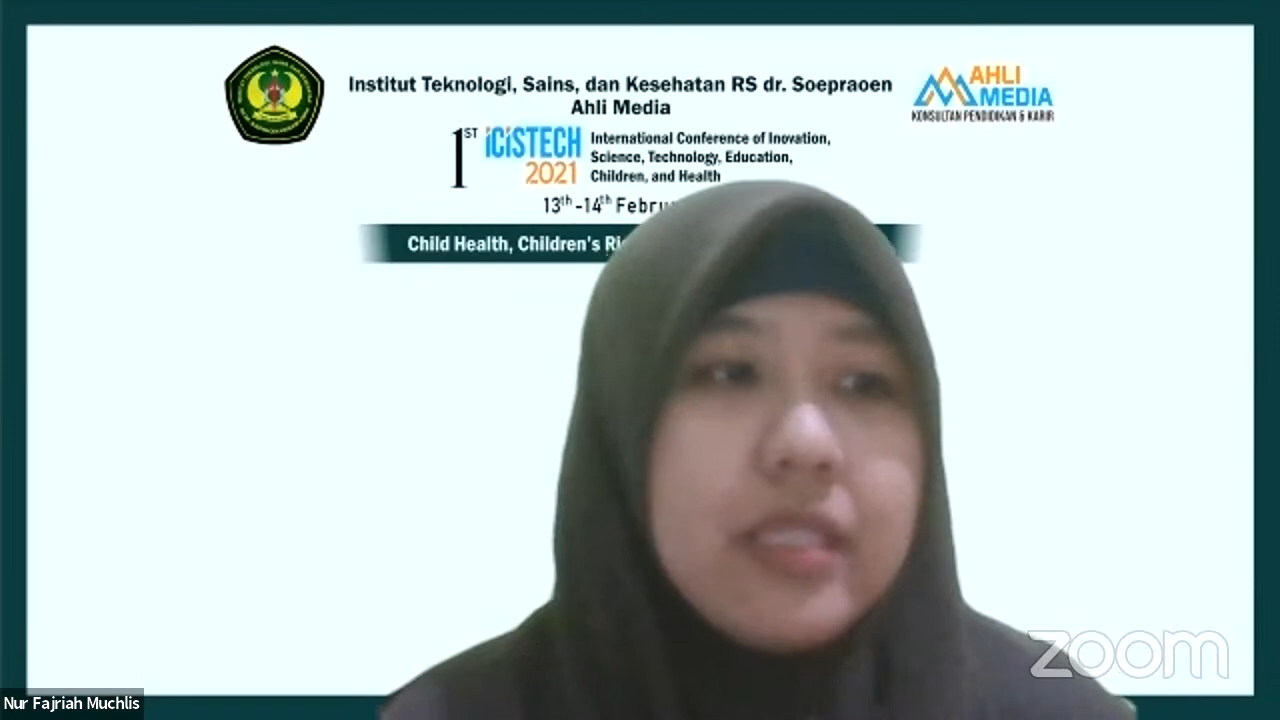 Institut Teknologi, Sains, dan Kesehatan RS dr. Soepraoen
Ahli Media
AHLI
MEDIA
KONSULTAN PENDIDIKAN & KARIR
1ST iCiSTECH
2021
International Conference of Inovation,
Science, Technology, Education,
Children, and Health
13th-14th Febru
Child Health, Children's Ri
zoom
Nur Fajriah Muchlis